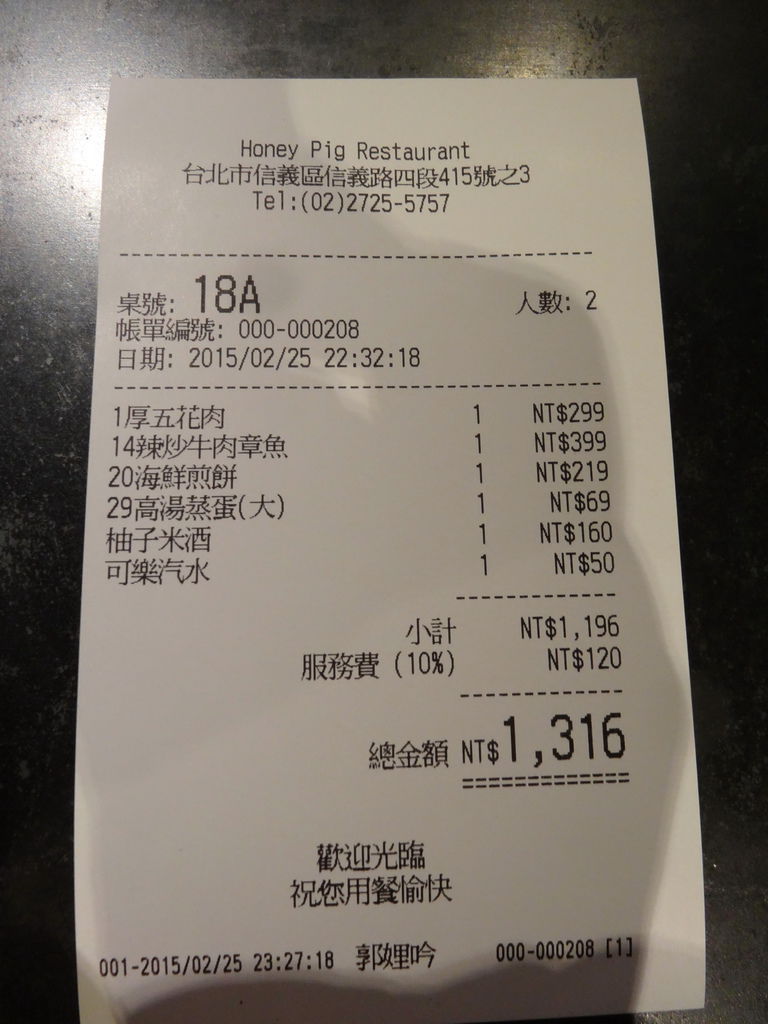 Honey Pig Restaurant
台北市信義區信義路四段415號之3
Tel:(02)2725-5757
桌號: 18A 人數: 2
帳單編號: 000-000208
日期: 2015/02/25 22:32:18
1厚五花肉 1 NT$299
14辣炒牛肉章魚 1 NT$399
20海鮮煎餅 1 NT$219
29高湯蒸蛋(大) 1 NT$69
柚子米酒 1 NT$160
可樂汽水 1 NT$50
小計 NT$1,196
服務費 (10%) NT$120
總金額 NT$1,316
歡迎光臨
祝您用餐愉快
001-2015/02/25 23:27:18 郭娌吟 000-000208 [1]